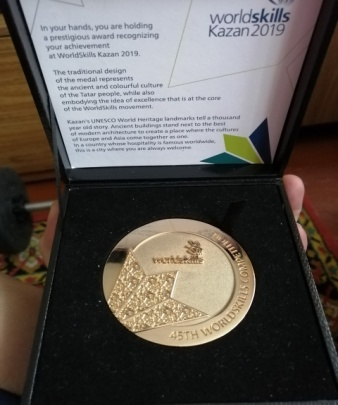 worldskills
Kazan 2019
In your hands, you are holding
a prestigious award recognizing
your achievement
at WorldSkills Kazan 2019.
The traditional design
of the medal represents
the ancient and colourful culture
of the Tatar people, while also
embodying the idea of excellence that is at the core
of the WorldSkills movement.
Kazan's UNESCO World Heritage landmarks tell a thousand
year old story. Ancient buildings stand next to the best
of modern architecture to create a place where the cultures
of Europe and Asia come together as one.
In a country whose hospitality is famous worldwide,
this is a city where you are always welcome
worldskills
45TH WORLDSKILLS